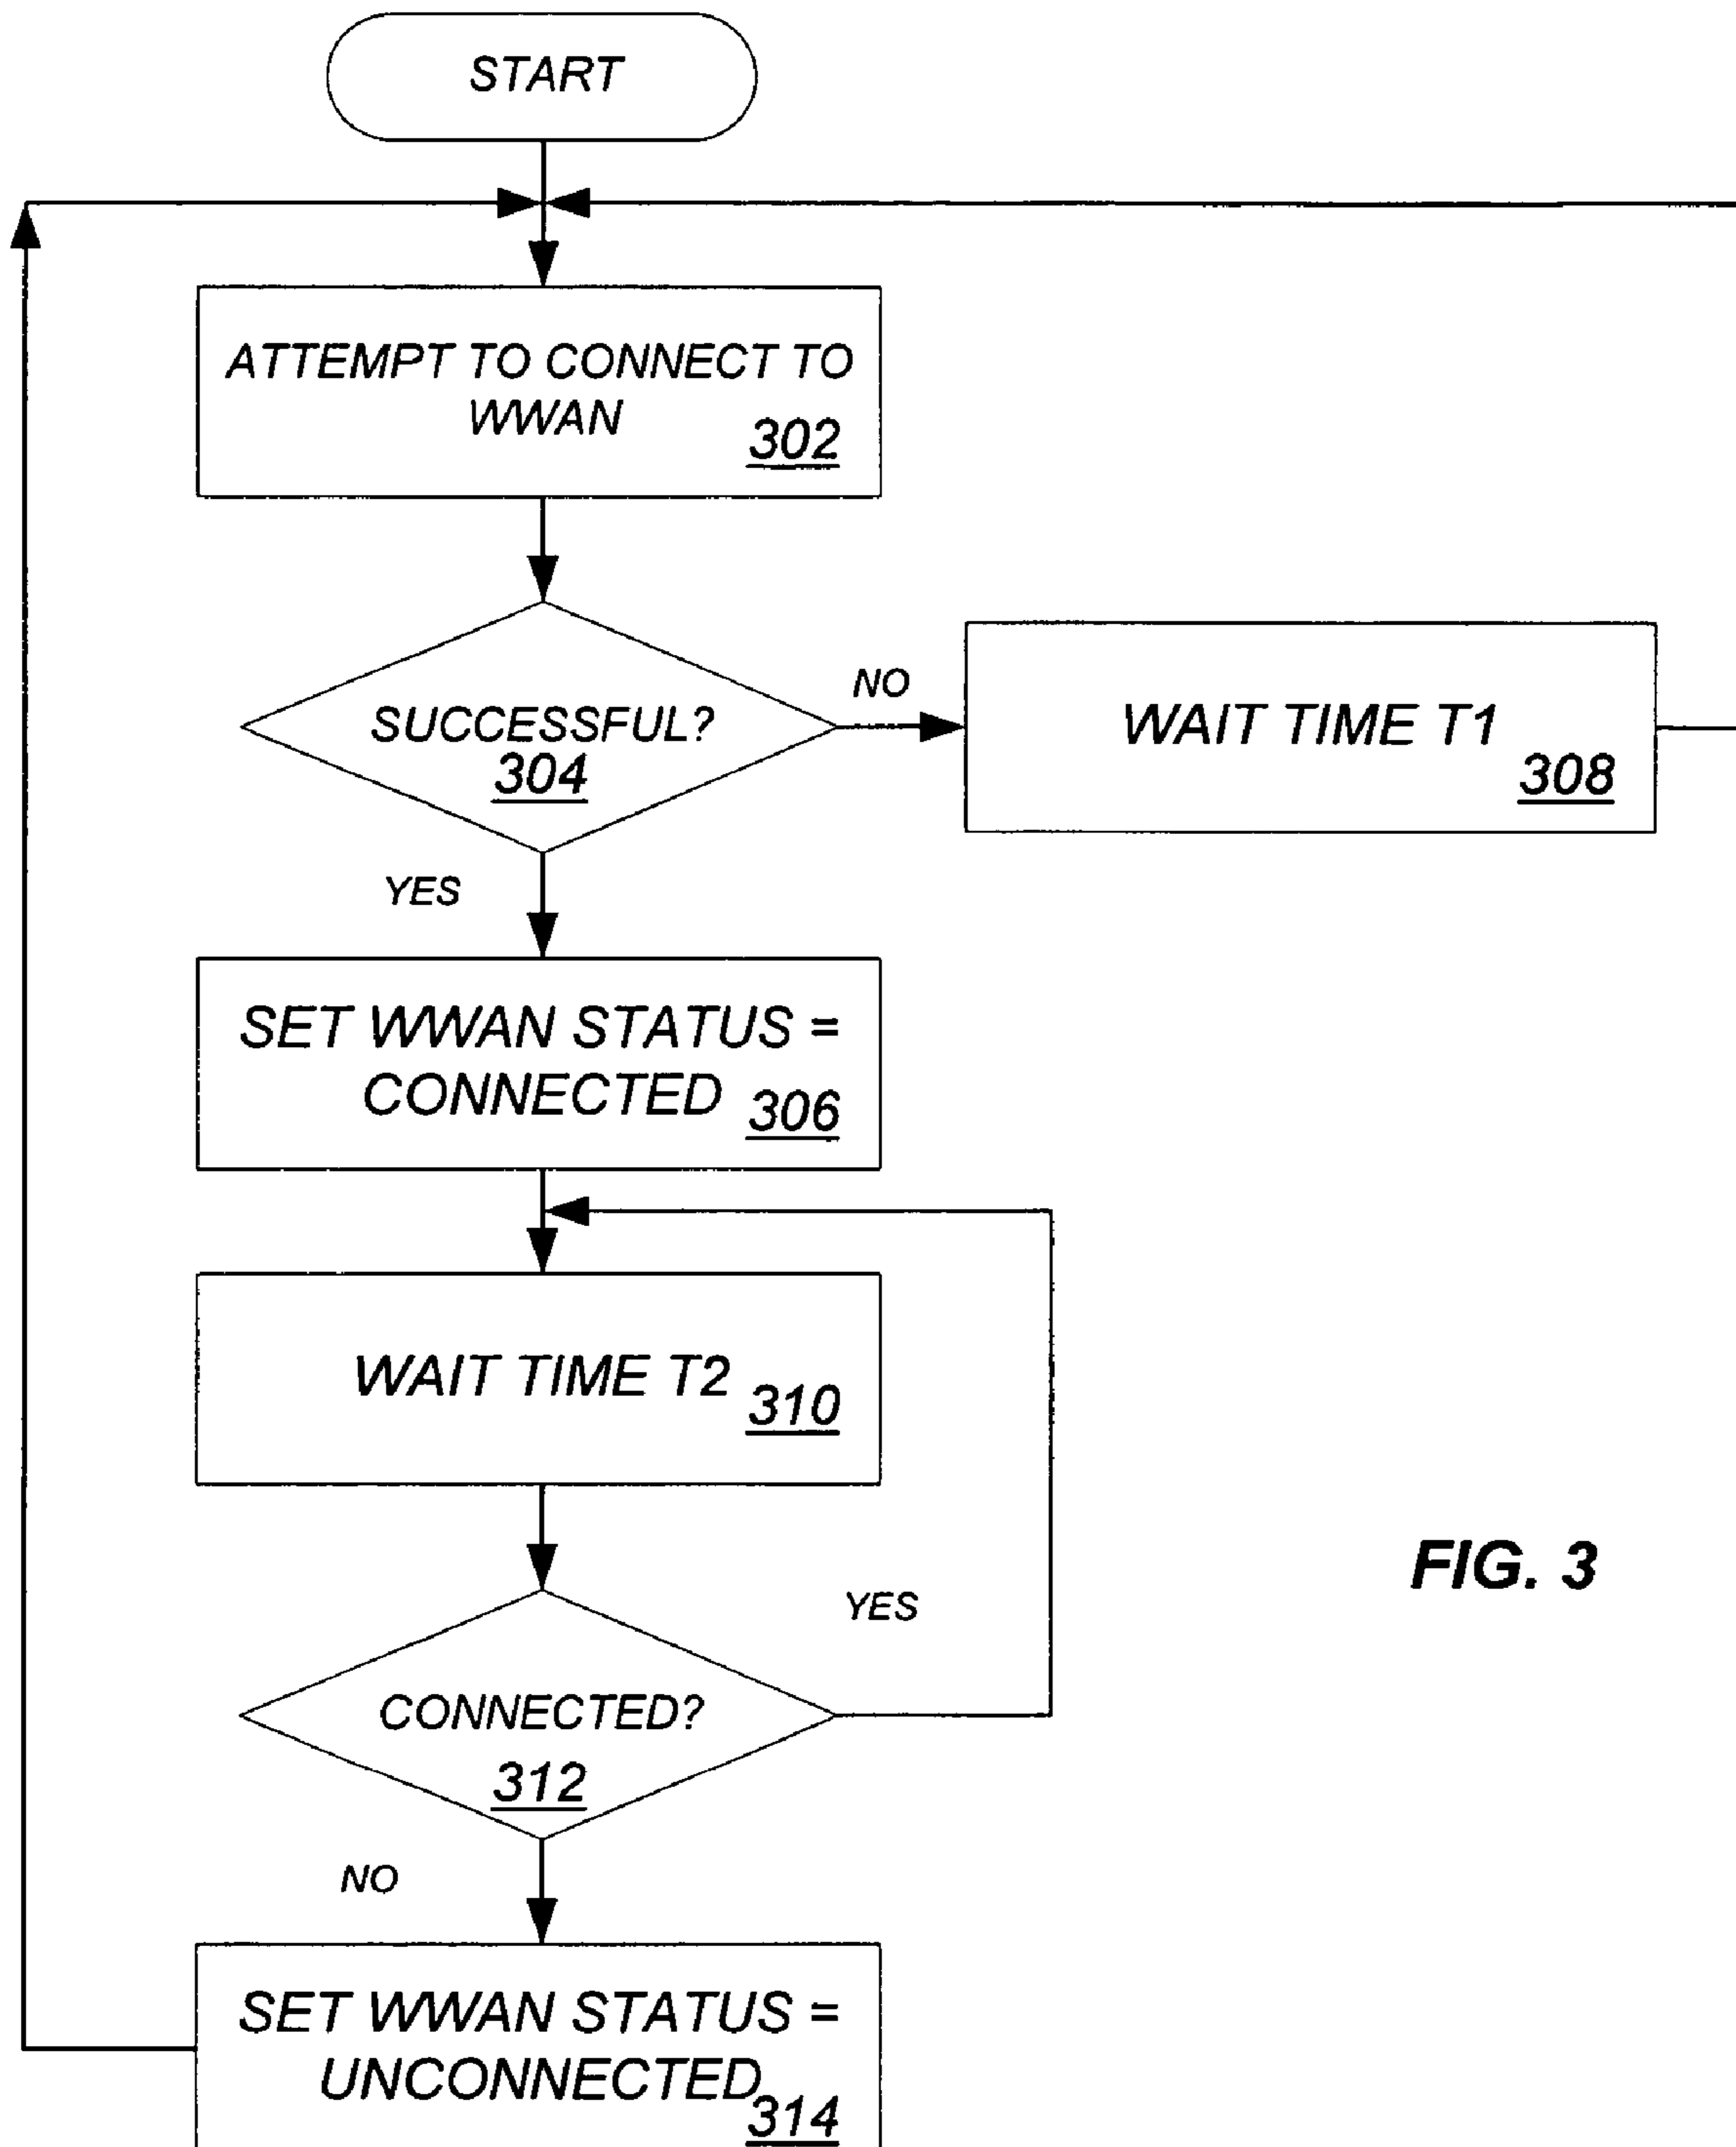 START
ATTEMPT TO CONNECT TO
WWAN
302
SUCCESSFUL?
304
NO
WAIT TIME T1
308
YES
SET WWAN STATUS =
CONNECTED
306
WAIT TIME T2
310
CONNECTED?
312
YES
NO
SET WWAN STATUS =
UNCONNECTED
314
FIG. 3